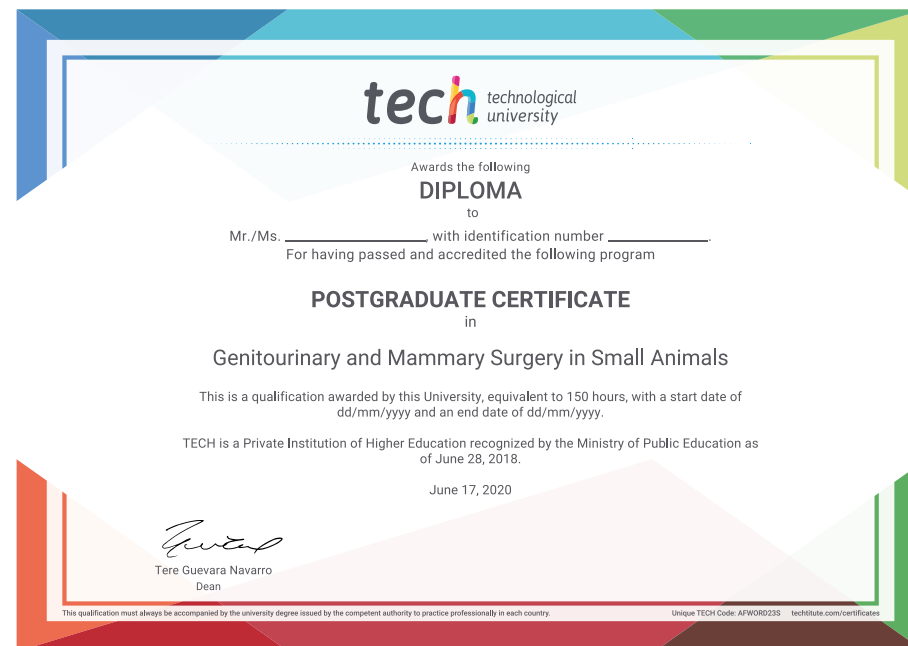 tech technological
university
Awards the following
DIPLOMA
to
Mr./Ms. ____________________, with identification number ______________.
For having passed and accredited the following program
POSTGRADUATE CERTIFICATE
in
Genitourinary and Mammary Surgery in Small Animals
This is a qualification awarded by this University, equivalent to 150 hours, with a start date of
dd/mm/yyyy and an end date of dd/mm/yyyy.
TECH is a Private Institution of Higher Education recognized by the Ministry of Public Education as
of June 28, 2018.
June 17, 2020
Tere Guevara Navarro
Dean
This qualification must always be accompanied by the university degree issued by the competent authority to practice professionally in each country. Unique TECH Code: AFWORD23S techtitute.com/certificates